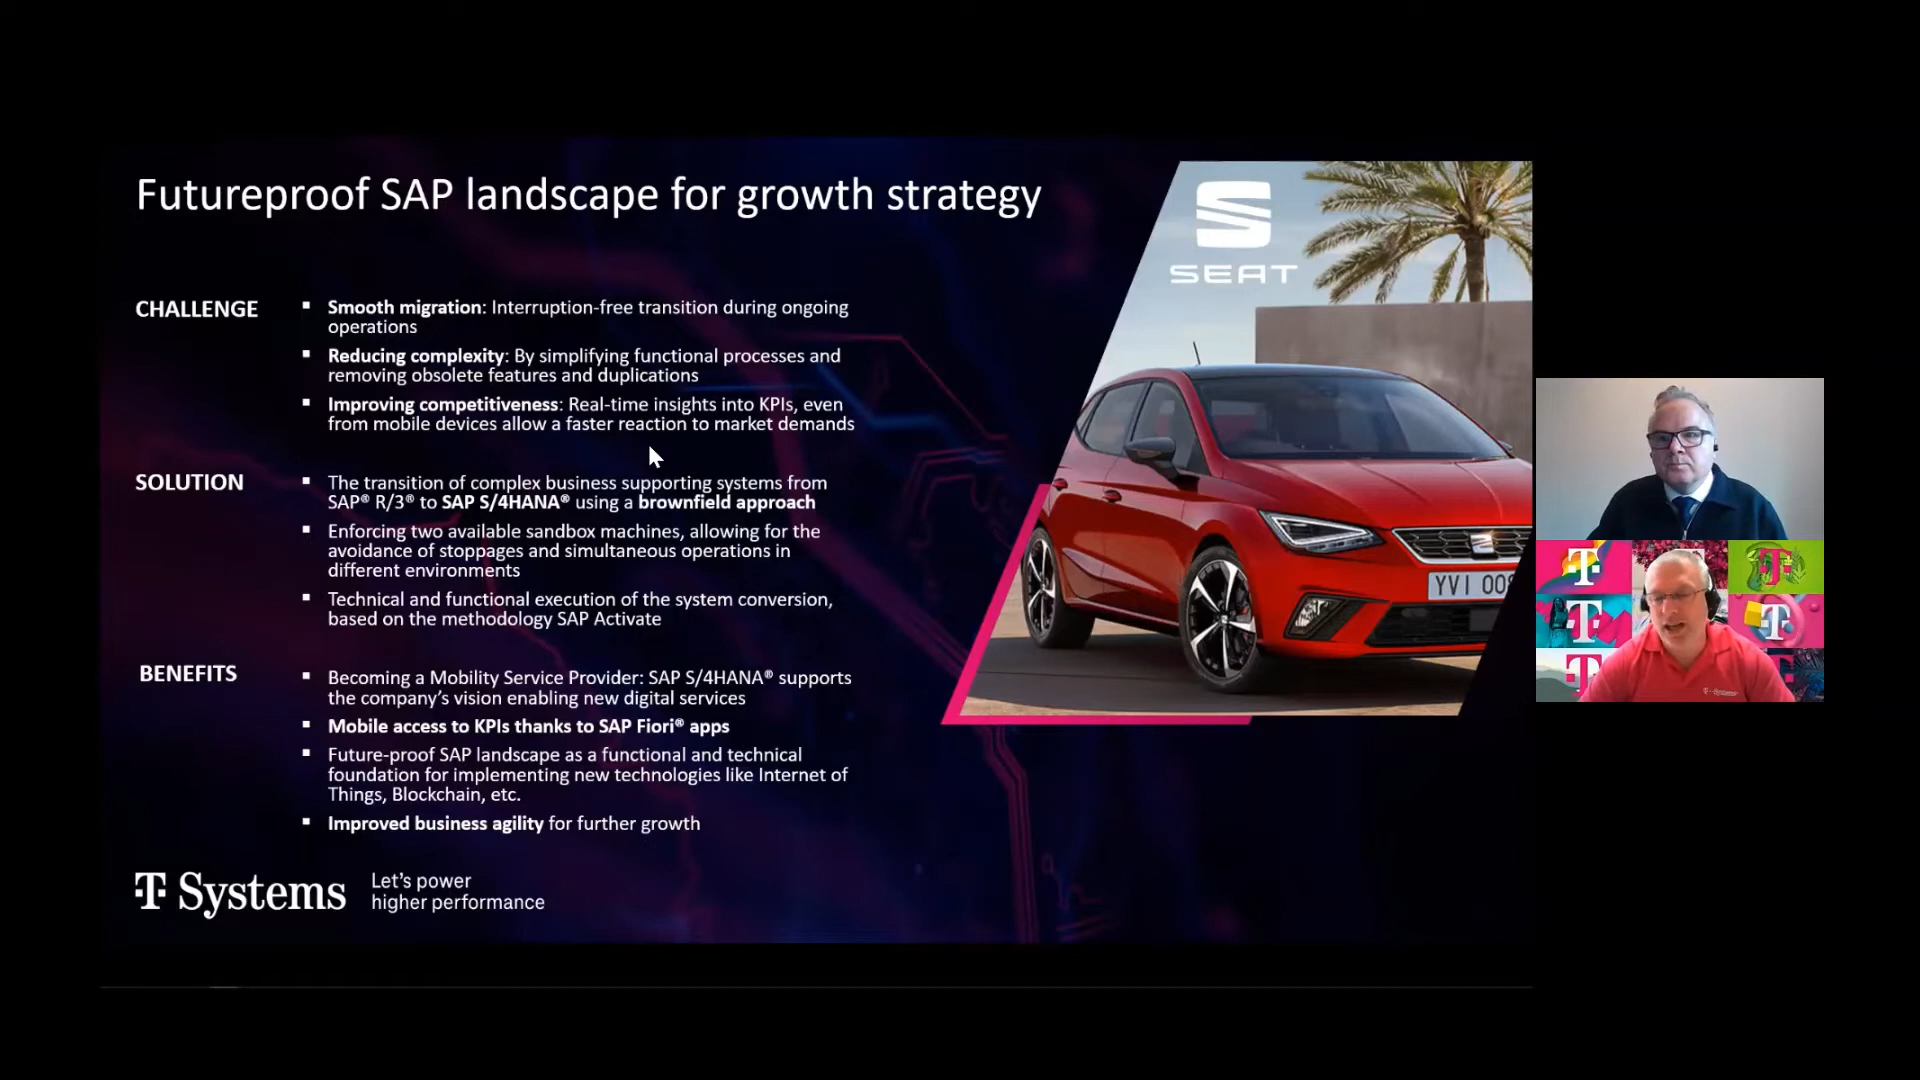 Futureproof SAP landscape for growth strategy
SEAT
CHALLENGE
▪ Smooth migration: Interruption-free transition during ongoing
operations
▪ Reducing complexity: By simplifying functional processes and
removing obsolete features and duplications
▪ Improving competitiveness: Real-time insights into KPIs, even
from mobile devices allow a faster reaction to market demands
SOLUTION
▪ The transition of complex business supporting systems from
SAP® R/3® to SAP S/4HANA® using a brownfield approach
▪ Enforcing two available sandbox machines, allowing for the
avoidance of stoppages and simultaneous operations in
different environments
▪ Technical and functional execution of the system conversion,
based on the methodology SAP Activate
BENEFITS
▪ Becoming a Mobility Service Provider: SAP S/4HANA® supports
the company's vision enabling new digital services
▪ Mobile access to KPIs thanks to SAP Fiori® apps
▪ Future-proof SAP landscape as a functional and technical
foundation for implementing new technologies like Internet of
Things, Blockchain, etc.
▪ Improved business agility for further growth
YVI 00
T Systems
Let's power
higher performance
T
T
T
T
T
T Systems